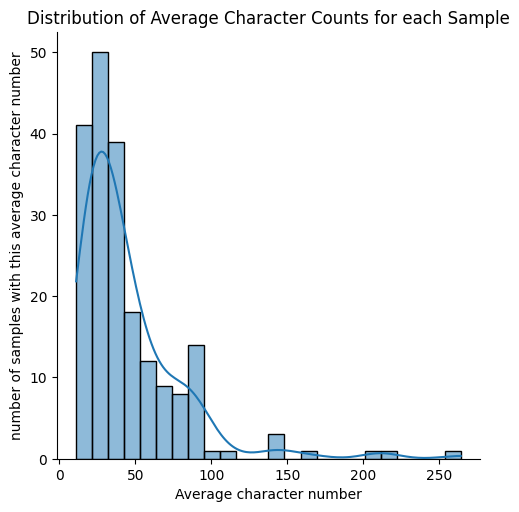 Distribution of Average Character Counts for each Sample
number of samples with this average character number
50
40
30
20
10
0
0 50 100 150 200 250
Average character number